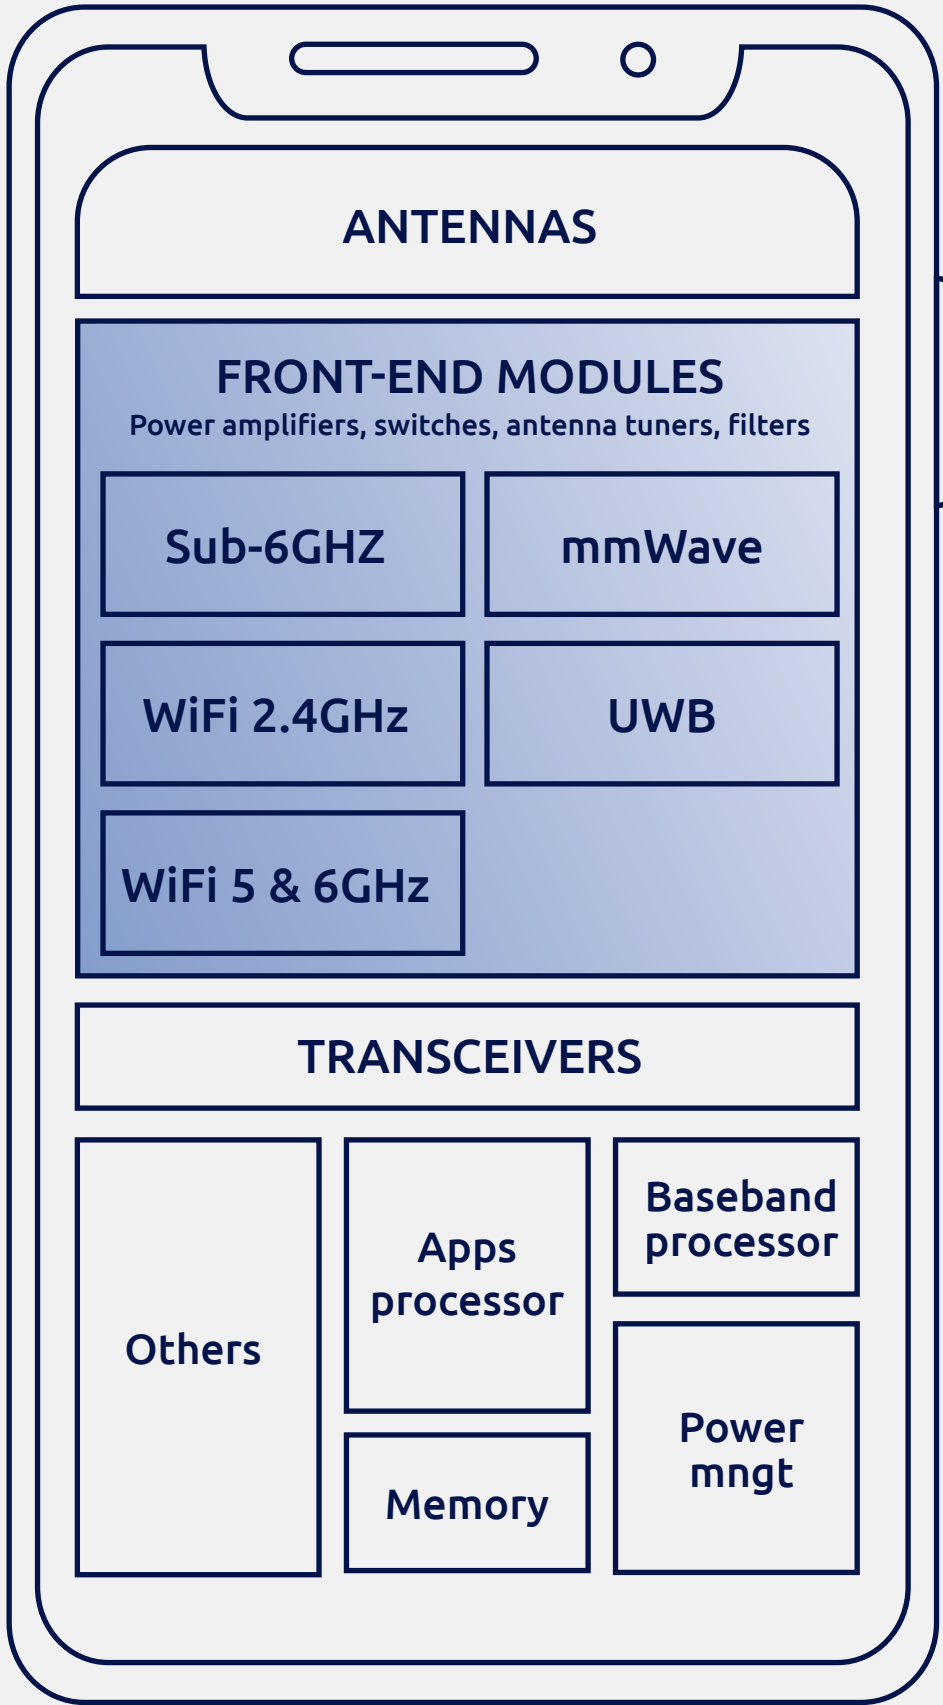 ANTENNAS
FRONT-END MODULES
Power amplifiers, switches, antenna tuners, filters
Sub-6GHZ
mmWave
WiFi 2.4GHz
UWB
WiFi 5 & 6GHz
TRANSCEIVERS
Others
Apps
processor
Memory
Baseband
processor
Power
mngt